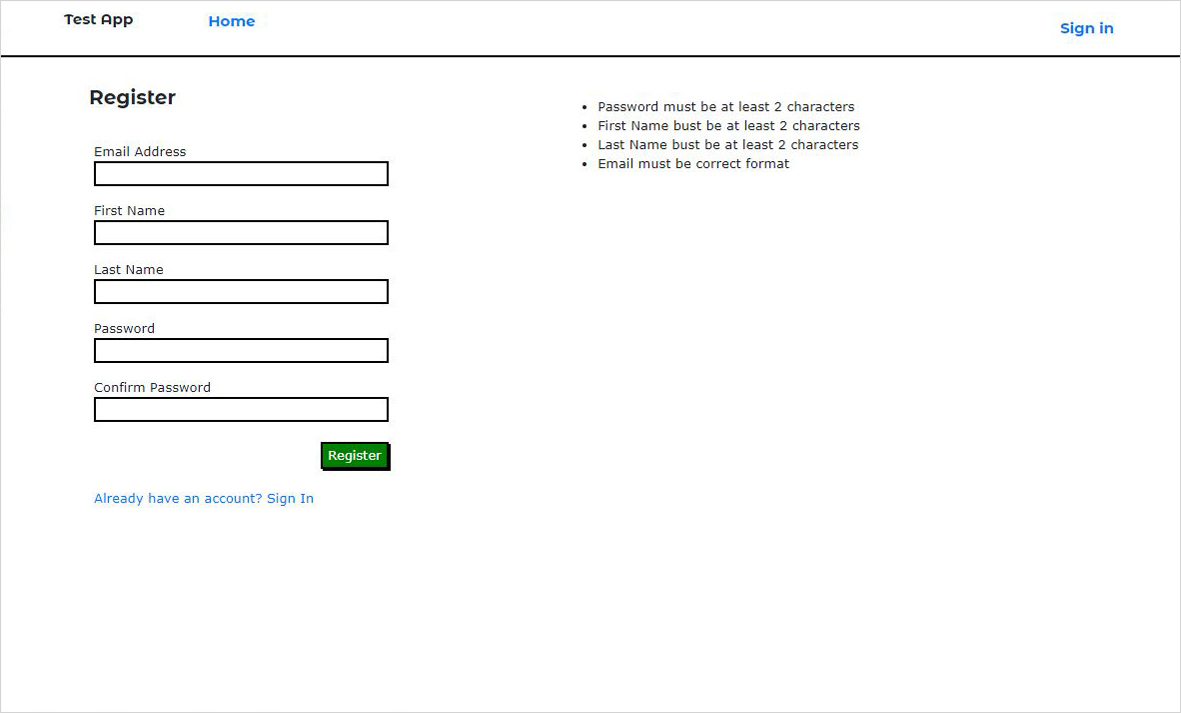 Test App
Home
Sign in
Register
Email Address
First Name
Last Name
Password
Confirm Password
Register
Already have an account? Sign In
Password must be at least 2 characters
First Name bust be at least 2 characters
Last Name bust be at least 2 characters
Email must be correct format